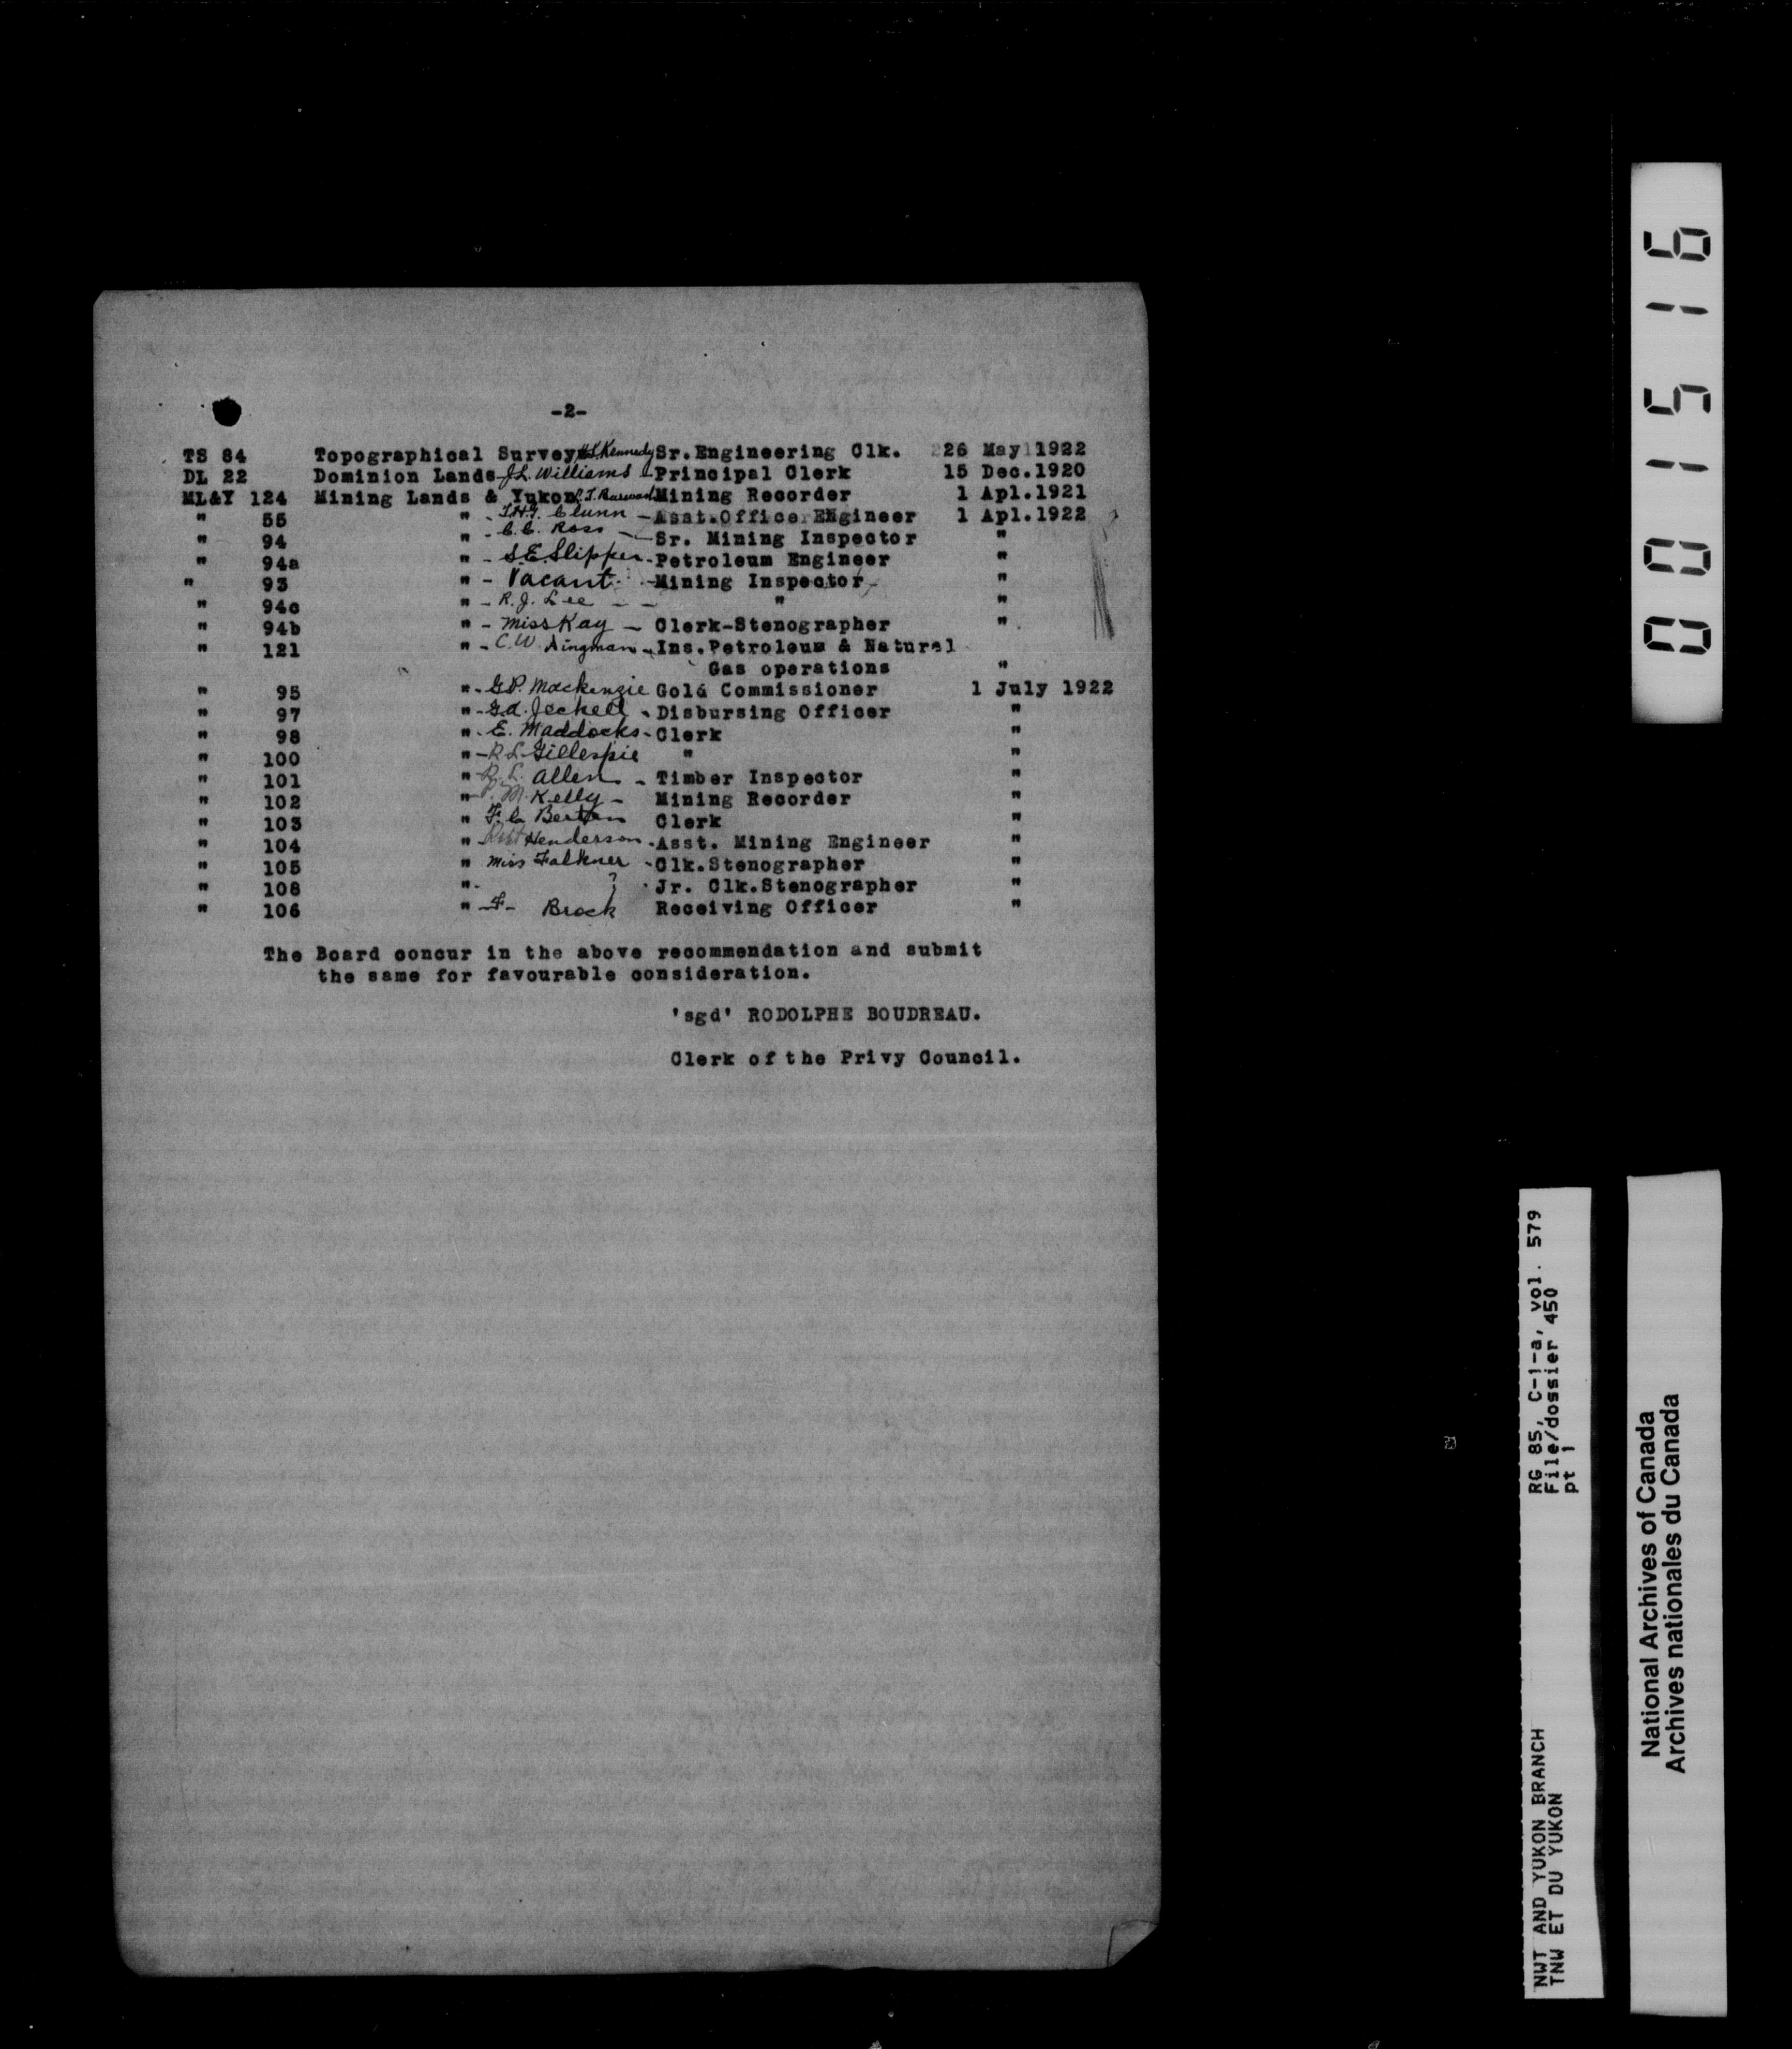 -2-
TS 84 Topographical Survey H.S. Kennedy Sr. Engineering Clk. 26 May 1922
DL 22 Dominion Lands - J.L. Williams - Principal Clerk 15 Dec. 1920
ML&Y 124 Mining Lands & Yukon Mining Recorder 1 Apl. 1921
" 55 " - Clunn - Asst. Office Engineer 1 Apl. 1922
" 94 " - C.C. Ross - Sr. Mining Inspector "
" 94a " - S.E. Slipper - Petroleum Engineer "
" 93 " - Vacant - Mining Inspector "
" 94c " - R.J. Lee - - " "
" 94b " - Miss Kay - Clerk-Stenographer "
" 121 " - C.W. Dingman - Ins. Petroleum & Natural
Gas operations "
" 95 " - G.P. Mackenzie Gold Commissioner 1 July 1922
" 97 " - G.A. Jeckell - Disbursing Officer "
" 98 " - E. Maddocks - Clerk "
" 100 " - R.L. Gillespie " "
" 101 " - R.L. Allen - Timber Inspector "
" 102 " - M. Kelly - Mining Recorder "
" 103 " F.C. Berton Clerk "
" 104 " - Robt Henderson - Asst. Mining Engineer "
" 105 " Miss Falkner - Clk. Stenographer "
" 108 " - ? Jr. Clk. Stenographer "
" 106 " - F - Brock Receiving Officer "
The Board concur in the above recommendation and submit
the same for favourable consideration.
'sgd' RODOLPHE BOUDREAU.
Clerk of the Privy Council.
001516
RG 85, C-1-a, vol. 579
File/dossier 450
pt 1
NWT AND YUKON BRANCH
TNW ET DU YUKON
National Archives of Canada
Archives nationales du Canada